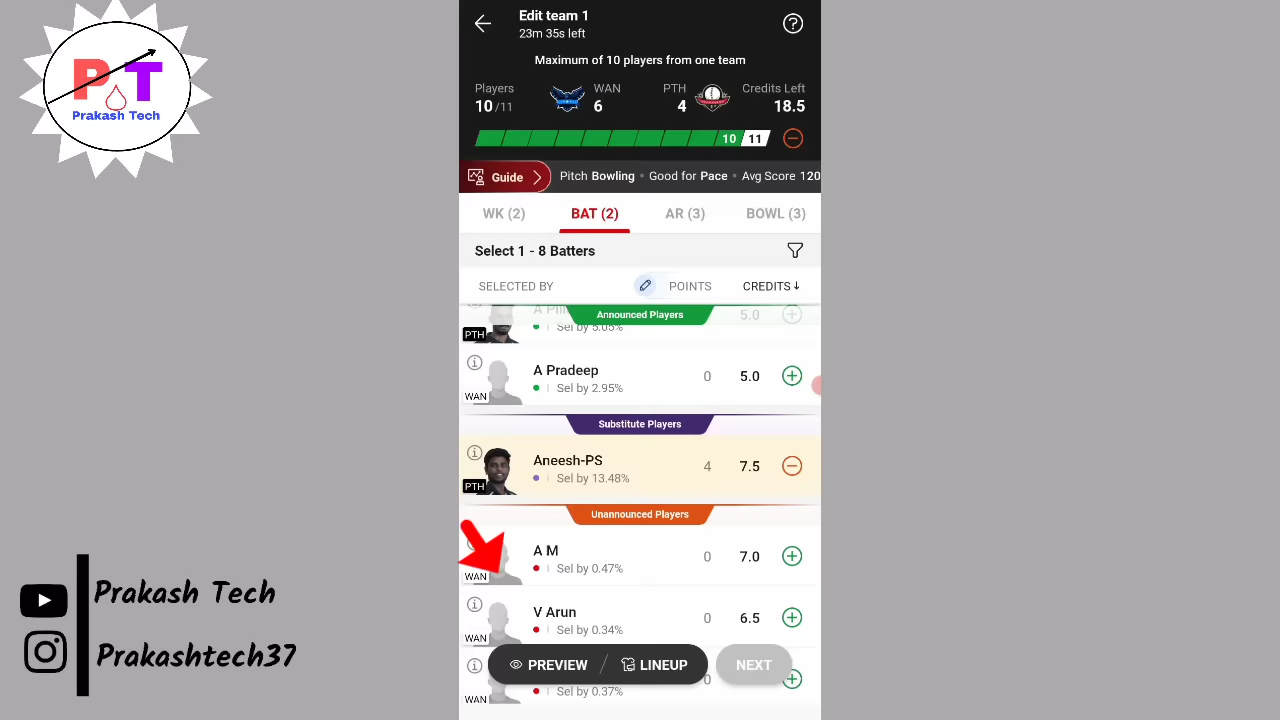 PT
Prakash Tech
Edit team 1
23m 35s left
Maximum of 10 players from one team
Players WAN PTH Credits Left
10 /11 6 4 18.5
10 11
Guide Pitch Bowling • Good for Pace • Avg Score 120
WK (2) BAT (2) AR (3) BOWL (3)
Select 1 - 8 Batters
SELECTED BY POINTS CREDITS↓
Announced Players
5.0
PTH Sel by 5.05%
A Pradeep
Sel by 2.95% 0 5.0
WAN
Substitute Players
Aneesh-PS
Sel by 13.48% 4 7.5
PTH
Unannounced Players
A M
Sel by 0.47% 0 7.0
WAN
V Arun
Sel by 0.34% 0 6.5
WAN
PREVIEW / LINEUP NEXT
0
WAN Sel by 0.37%
Prakash Tech
Prakashtech37